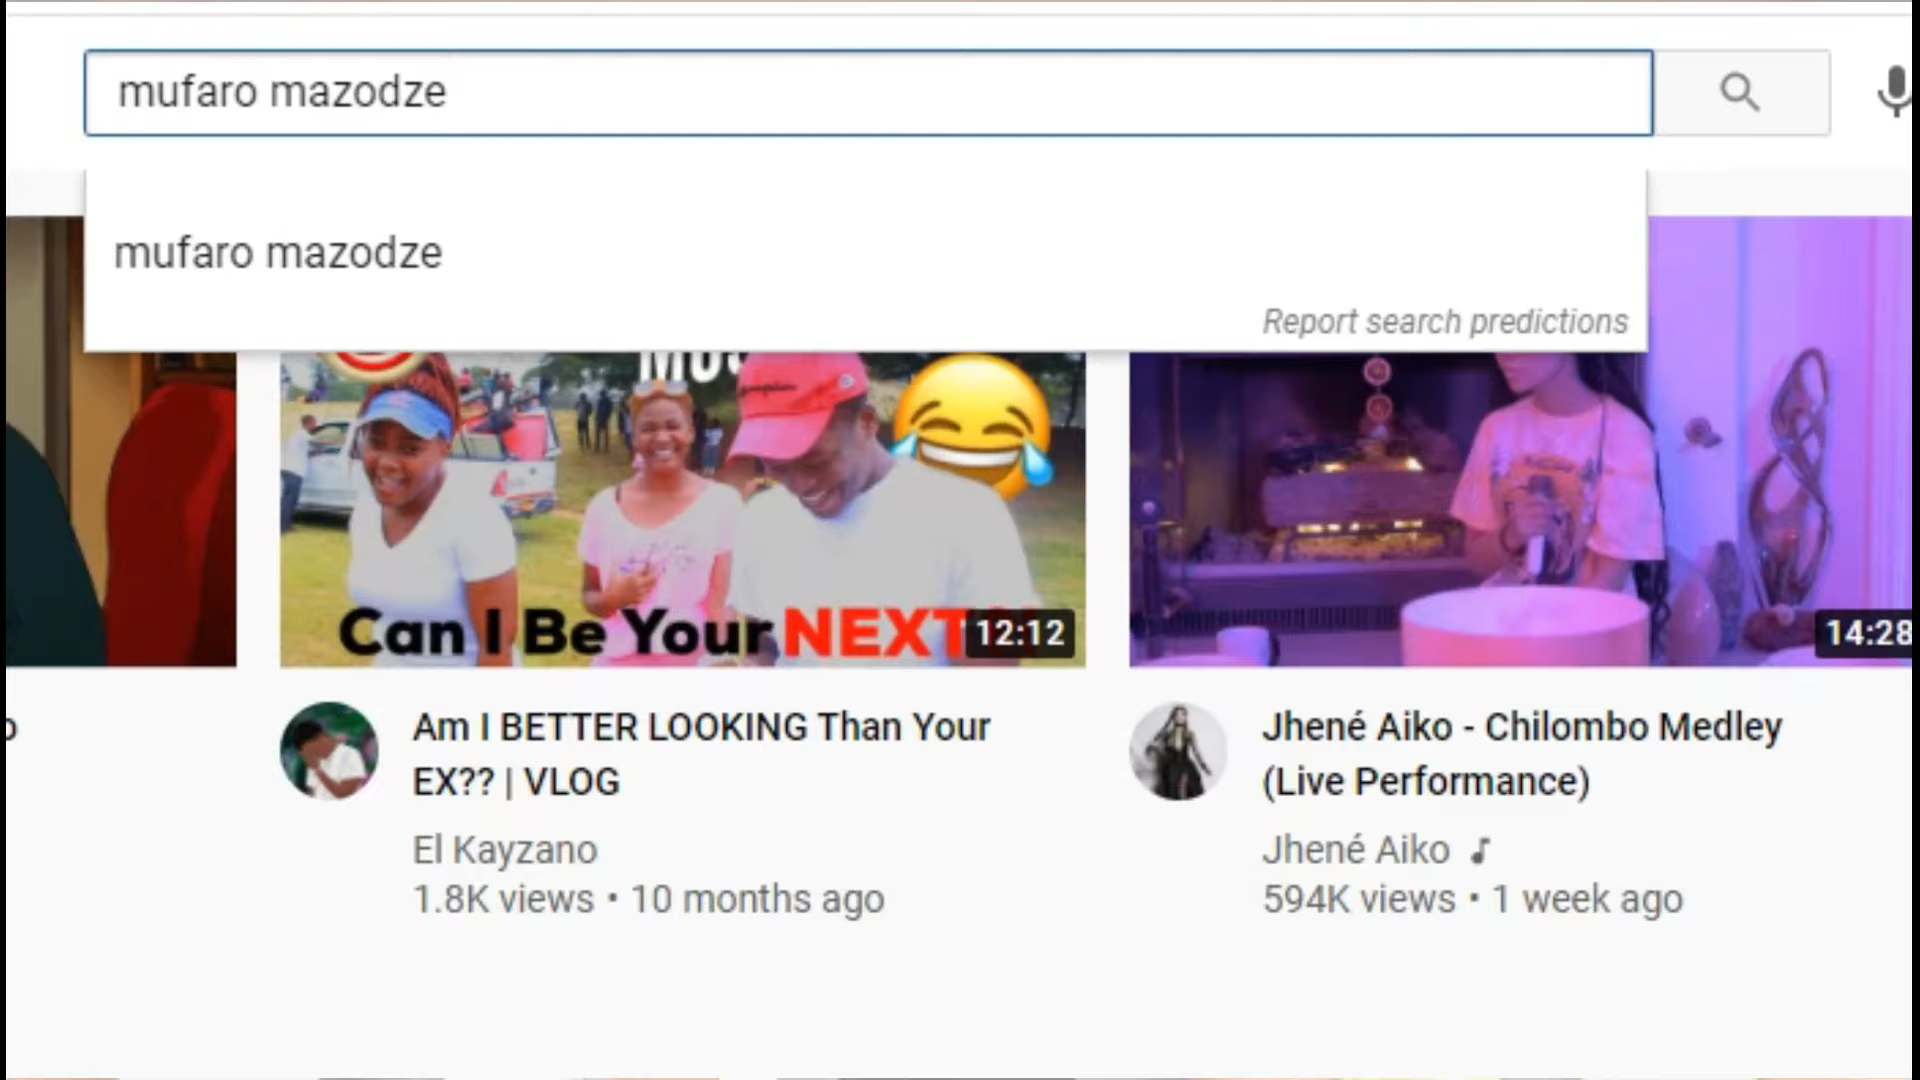 mufaro mazodze
mufaro mazodze
Report search predictions
Can I Be Your NEXT
12:12
14:28
Am I BETTER LOOKING Than Your
EX?? | VLOG
El Kayzano
1.8K views • 10 months ago
Jhené Aiko - Chilombo Medley
(Live Performance)
Jhené Aiko
594K views • 1 week ago